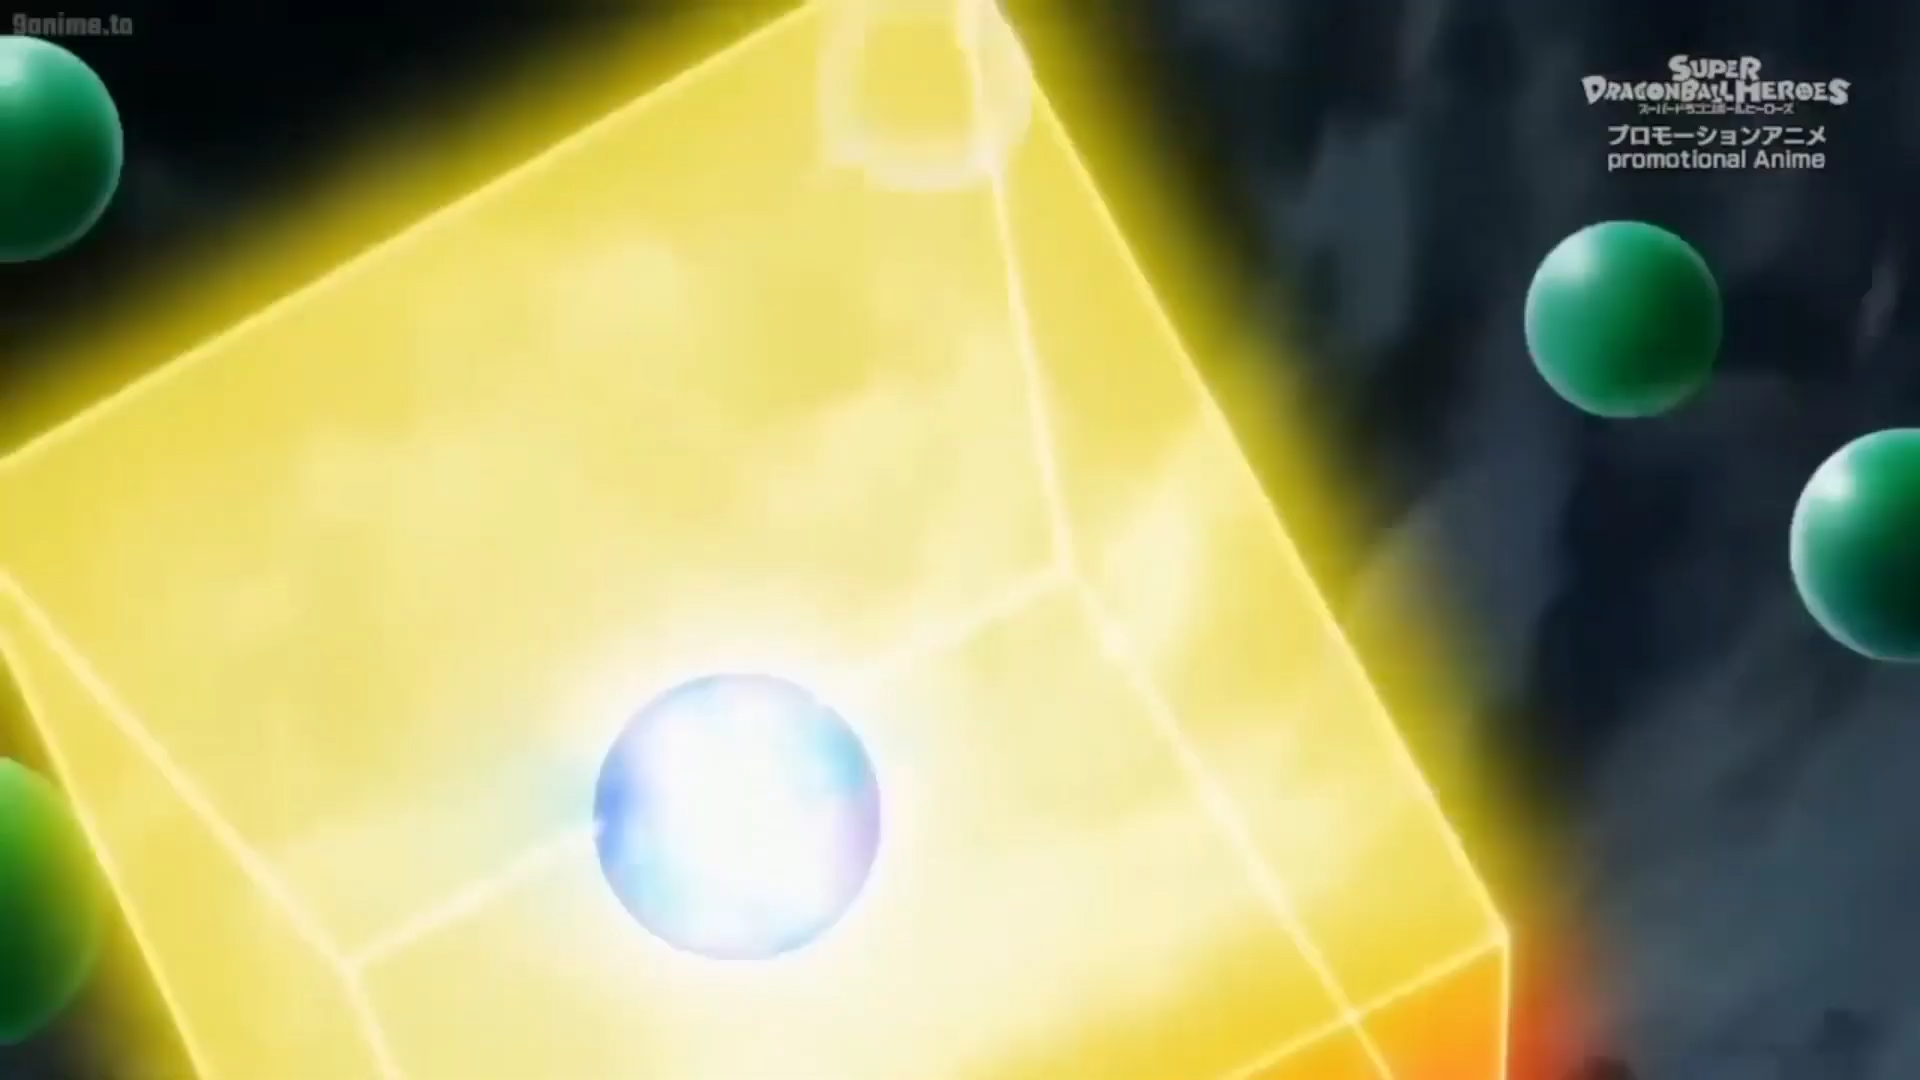 9anime.to
SUPER
DRAGONBALL HEROES
スーパードラゴンボールヒーローズ
プロモーションアニメ
promotional Anime